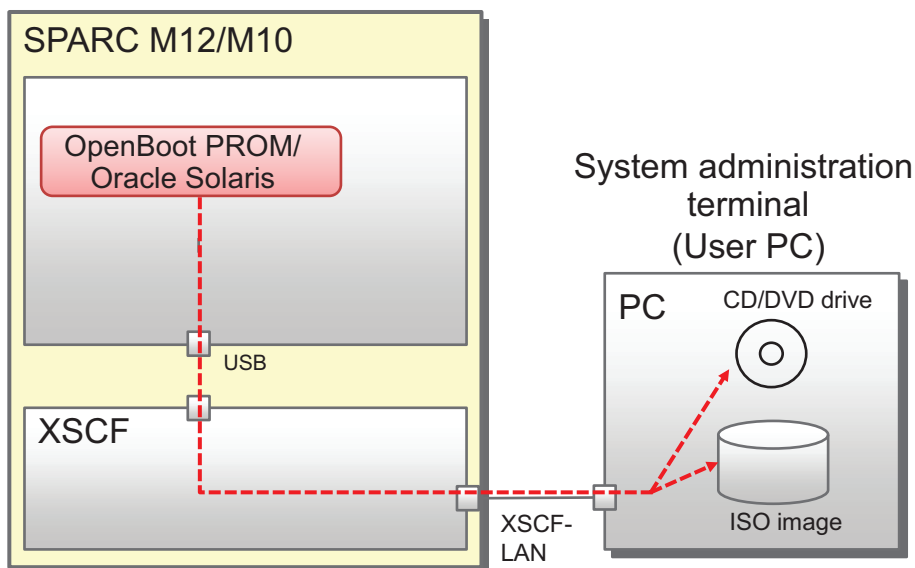 SPARC M12/M10
OpenBoot PROM/
Oracle Solaris
USB
XSCF
XSCF-
LAN
System administration
terminal
(User PC)
PC
CD/DVD drive
ISO image